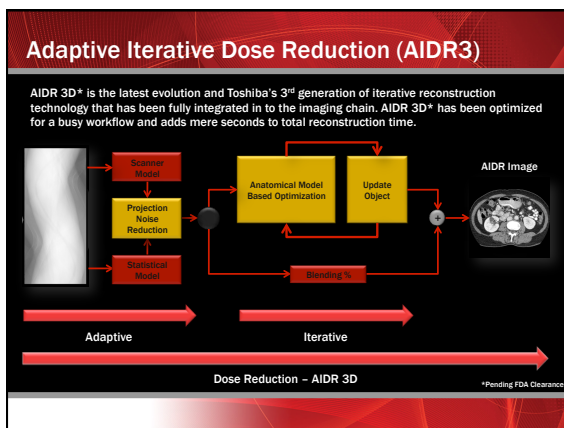 Adaptive Iterative Dose Reduction (AIDR3)
AIDR 3D* is the latest evolution and Toshiba's 3rd generation of iterative reconstruction
technology that has been fully integrated in to the imaging chain. AIDR 3D* has been optimized
for a busy workflow and adds mere seconds to total reconstruction time.
Scanner
Model
Projection
Noise
Reduction
Statistical
Model
Anatomical Model
Based Optimization
Update
Object
Blending %
+
AIDR Image
Adaptive
Iterative
Dose Reduction – AIDR 3D
*Pending FDA Clearance